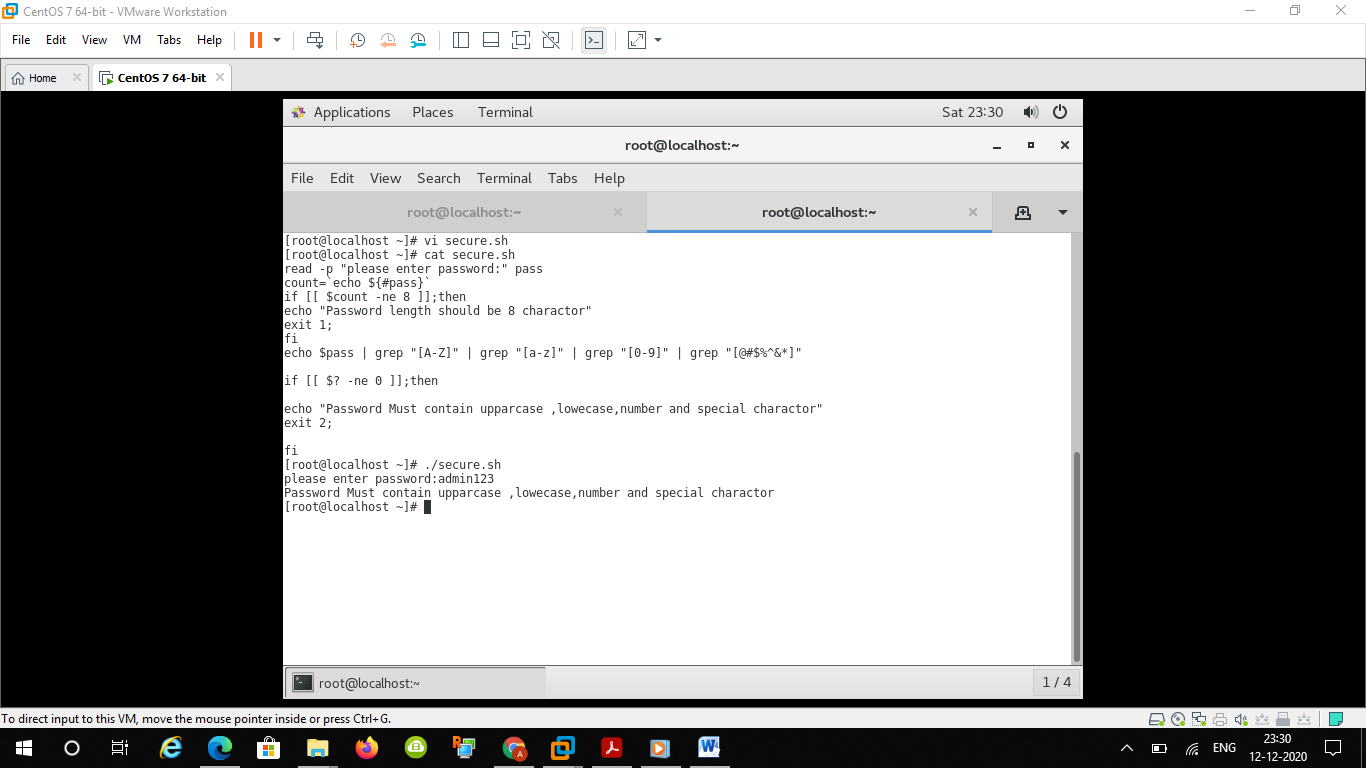 CentOS 7 64-bit - VMware Workstation
File Edit View VM Tabs Help
Home CentOS 7 64-bit
Applications Places Terminal Sat 23:30
root@localhost:~
File Edit View Search Terminal Tabs Help
root@localhost:~ root@localhost:~
[root@localhost ~]# vi secure.sh
[root@localhost ~]# cat secure.sh
read -p "please enter password:" pass
count=`echo ${#pass}`
if [[ $count -ne 8 ]];then
echo "Password length should be 8 charactor"
exit 1;
fi
echo $pass | grep "[A-Z]" | grep "[a-z]" | grep "[0-9]" | grep "[@#$%^&*]"
if [[ $? -ne 0 ]];then
echo "Password Must contain upparcase ,lowecase,number and special charactor"
exit 2;
fi
[root@localhost ~]# ./secure.sh
please enter password:admin123
Password Must contain upparcase ,lowecase,number and special charactor
[root@localhost ~]#
root@localhost:~ 1 / 4
To direct input to this VM, move the mouse pointer inside or press Ctrl+G.
ENG 23:30
12-12-2020